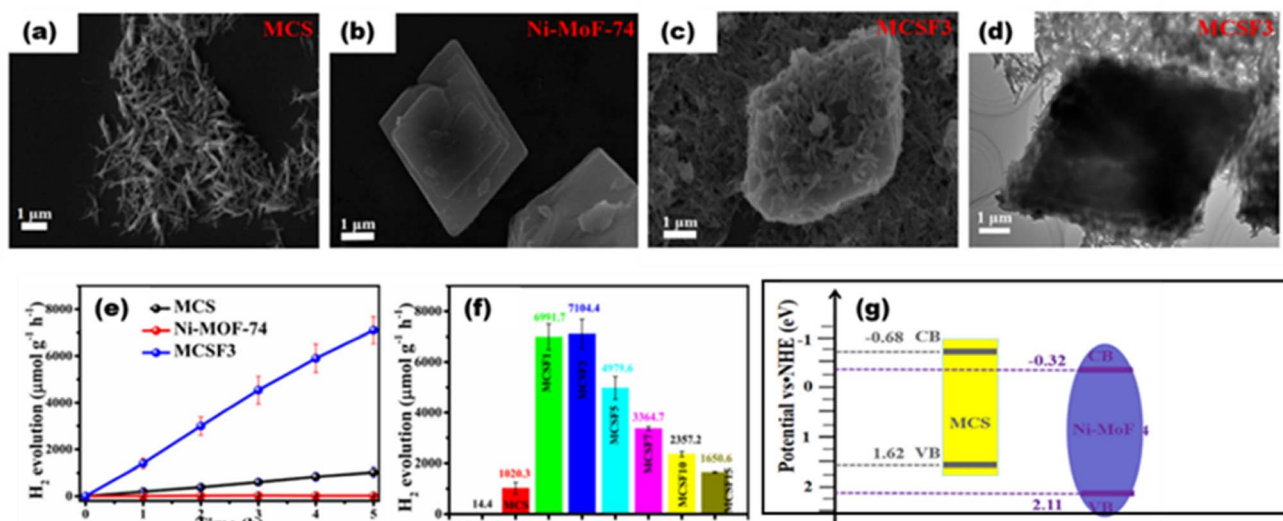 (a) MCS
1 µm
(b) Ni-MoF-74
1 µm
(c) MCSF3
1 µm
(d) MCSF3
1 µm
(e)
MCS
Ni-MOF-74
MCSF3
H₂ evolution (µmol g⁻¹ h⁻¹)
8000
6000
4000
2000
0
0 1 2 3 4 5
(f)
H₂ evolution (µmol g⁻¹ h⁻¹)
8000
6000
4000
2000
0
14.4
1020.3
MCS
6991.7
MCSF1
7104.4
MCSF3
4979.6
MCSF5
3364.7
MCSF7
2357.2
MCSF10
1650.6
MCSF15
(g)
Potential vs•NHE (eV)
-1
0
1
2
-0.68 CB
-0.32 CB
MCS
Ni-MoF 4
1.62 VB
2.11 VB